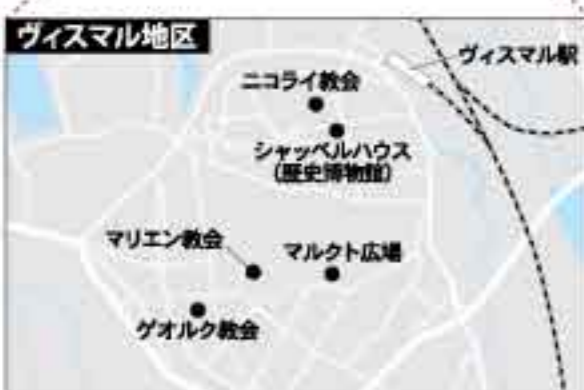 ヴィスマル地区
ヴィスマル駅
ニコライ教会
シャッベルハウス
(歴史博物館)
マリエン教会
マルクト広場
ゲオルク教会